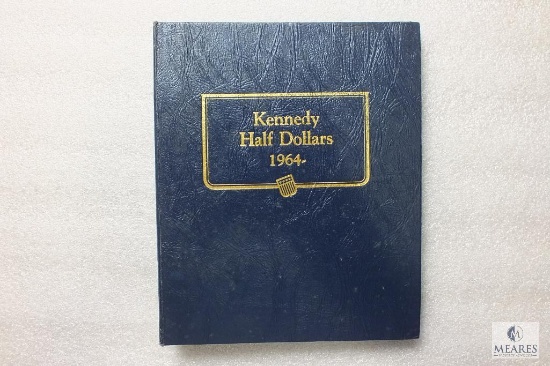 Kennedy
Half Dollars
1964-
MEARES